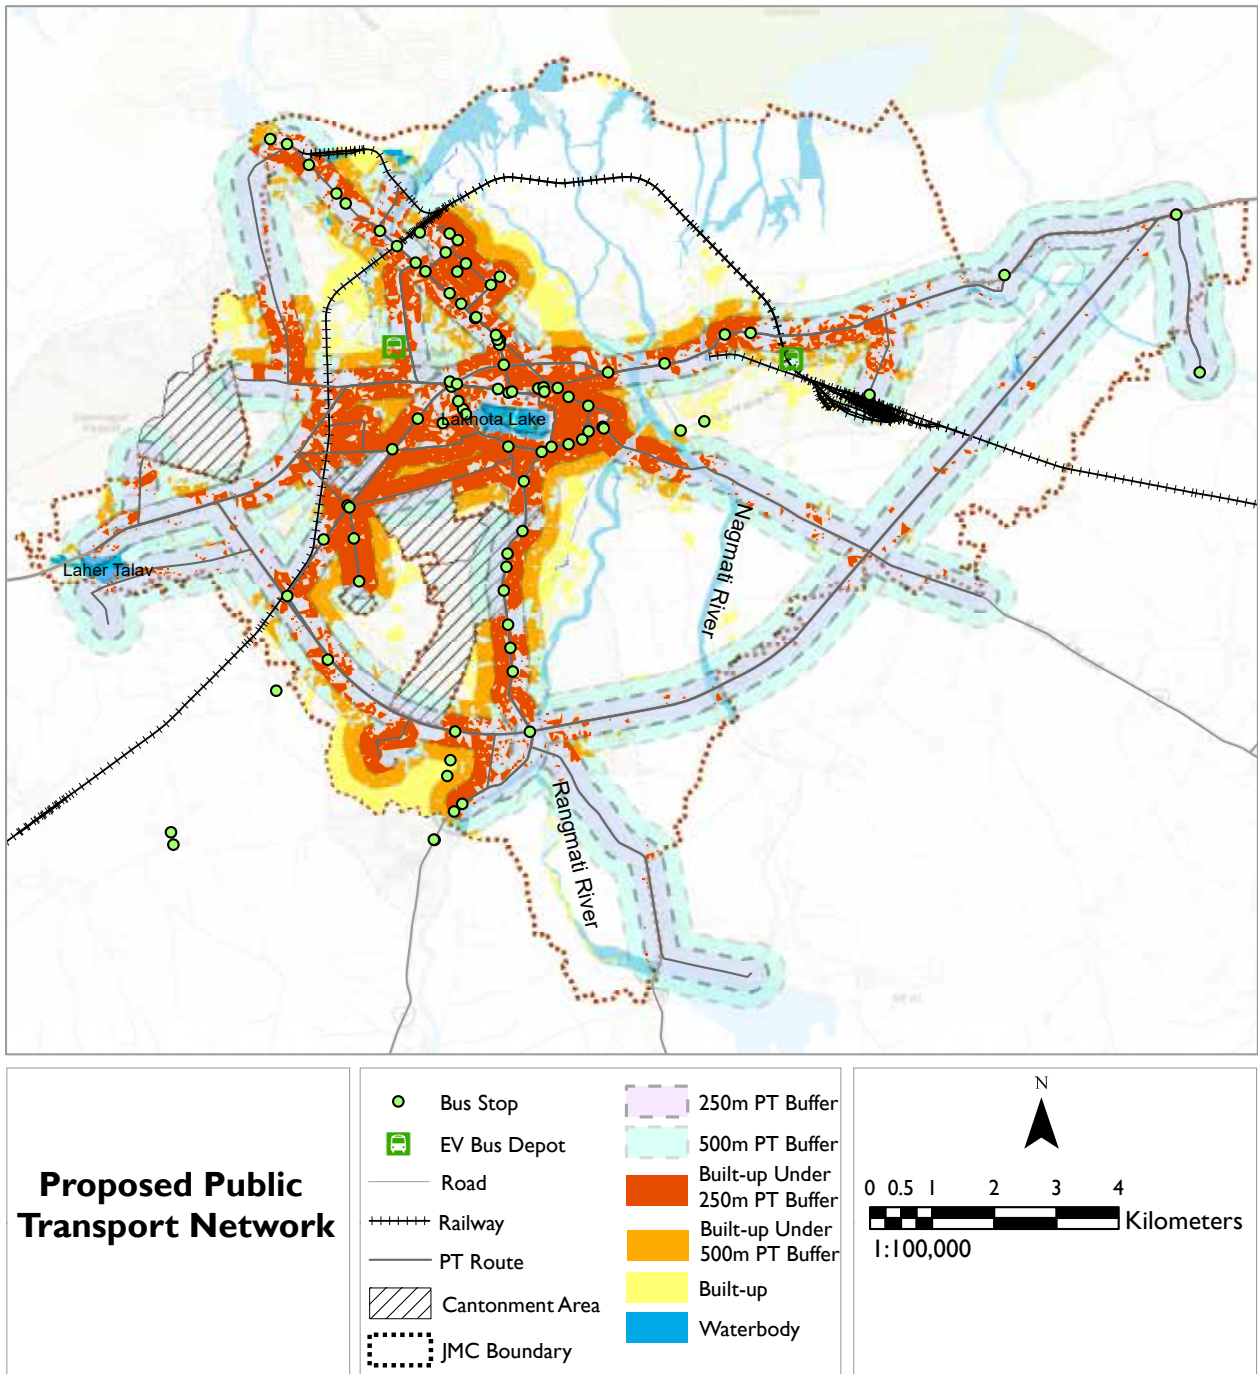 Lakhota Lake
Laher Talav
Nagmati River
Rangmati River
Proposed Public
Transport Network
Bus Stop
EV Bus Depot
Road
Railway
PT Route
Cantonment Area
JMC Boundary
250m PT Buffer
500m PT Buffer
Built-up Under
250m PT Buffer
Built-up Under
500m PT Buffer
Built-up
Waterbody
N
0 0.5 1 2 3 4
Kilometers
1:100,000